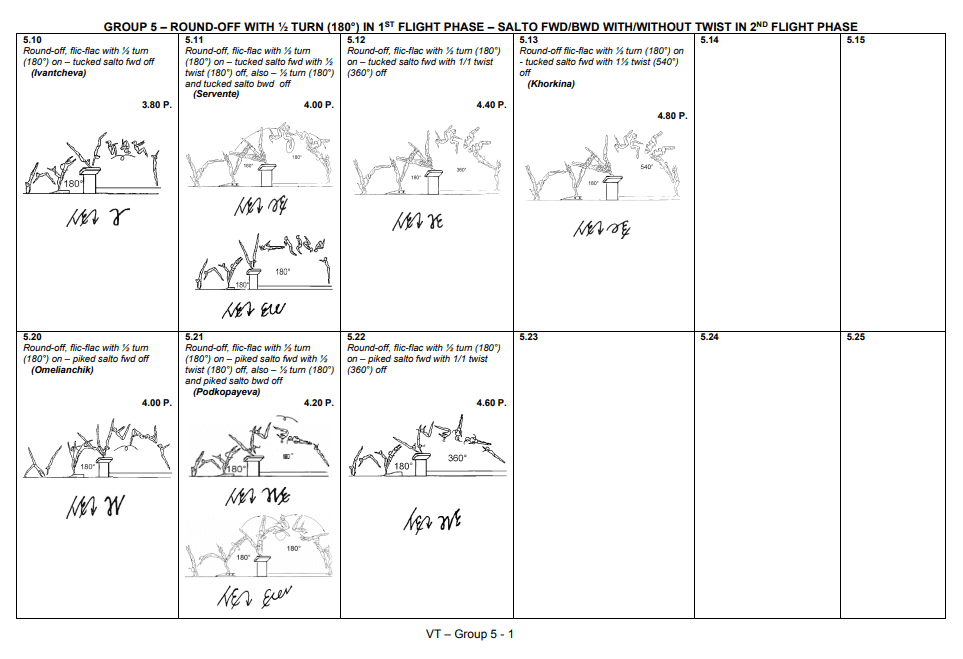 GROUP 5 – ROUND-OFF WITH ½ TURN (180°) IN 1ST FLIGHT PHASE – SALTO FWD/BWD WITH/WITHOUT TWIST IN 2ND FLIGHT PHASE
5.10
Round-off, flic-flac with ½ turn
(180°) on – tucked salto fwd off
(Ivantcheva)
3.80 P.
180°
5.11
Round-off, flic-flac with ½ turn
(180°) on – tucked salto fwd with ½
twist (180°) off, also – ½ turn (180°)
and tucked salto bwd off
(Servente)
4.00 P.
180°
180°
180°
180°
5.12
Round-off, flic-flac with ½ turn (180°)
on – tucked salto fwd with 1/1 twist
(360°) off
4.40 P.
180°
360°
5.13
Round-off flic-flac with ½ turn (180°) on
- tucked salto fwd with 1½ twist (540°)
off
(Khorkina)
4.80 P.
180°
540°
5.14
5.15
5.20
Round-off, flic-flac with ½ turn
(180°) on – piked salto fwd off
(Omelianchik)
4.00 P.
180°
5.21
Round-off, flic-flac with ½ turn
(180°) on – piked salto fwd with ½
twist (180°) off, also – ½ turn (180°)
and piked salto bwd off
(Podkopayeva)
4.20 P.
180°
180°
180°
5.22
Round-off, flic-flac with ½ turn (180°)
on – piked salto fwd with 1/1 twist
(360°) off
4.60 P.
180°
360°
5.23
5.24
5.25
VT – Group 5 - 1